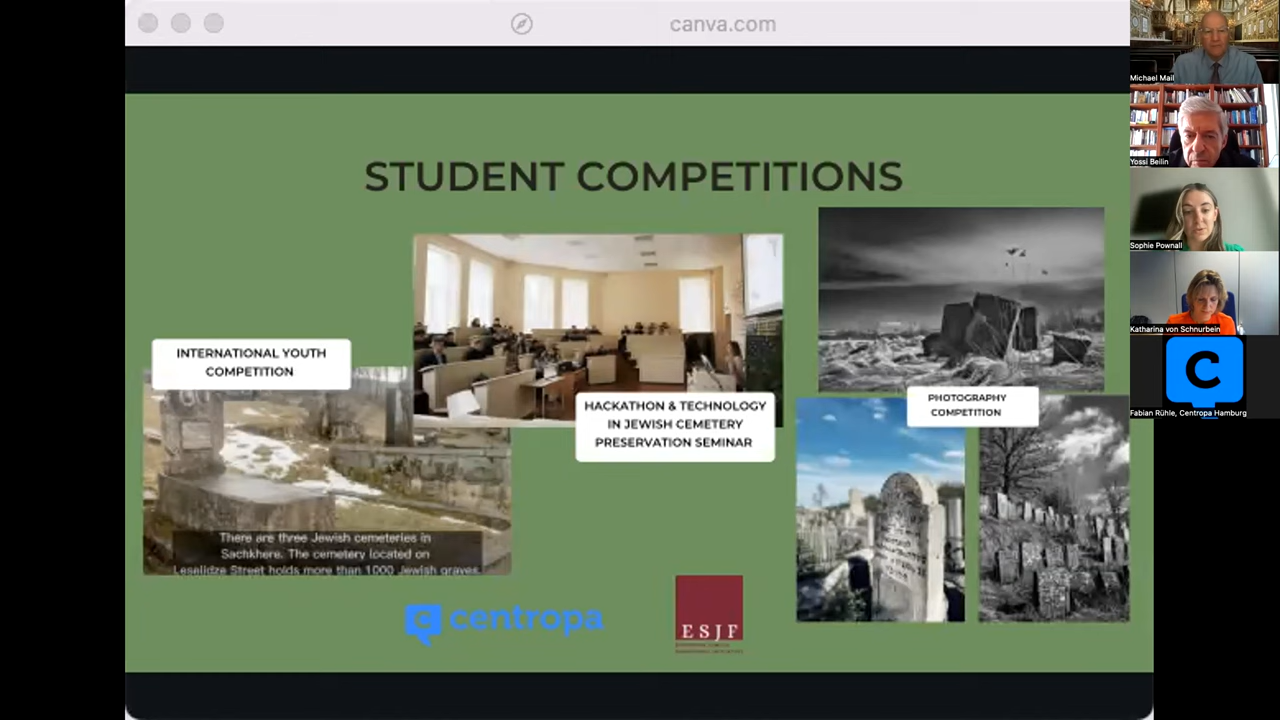 canva.com
STUDENT COMPETITIONS
INTERNATIONAL YOUTH
COMPETITION
HACKATHON & TECHNOLOGY
IN JEWISH CEMETERY
PRESERVATION SEMINAR
PHOTOGRAPHY
COMPETITION
There are three Jewish cemeteries in
Sachkhere. The cemetery located on
Leselidze Street holds more than 1000 Jewish graves.
centropa
ESJF
Michael Mail
Yossi Beilin
Sophie Pownall
Katharina von Schnurbein
C
Fabian Rühle, Centropa Hamburg